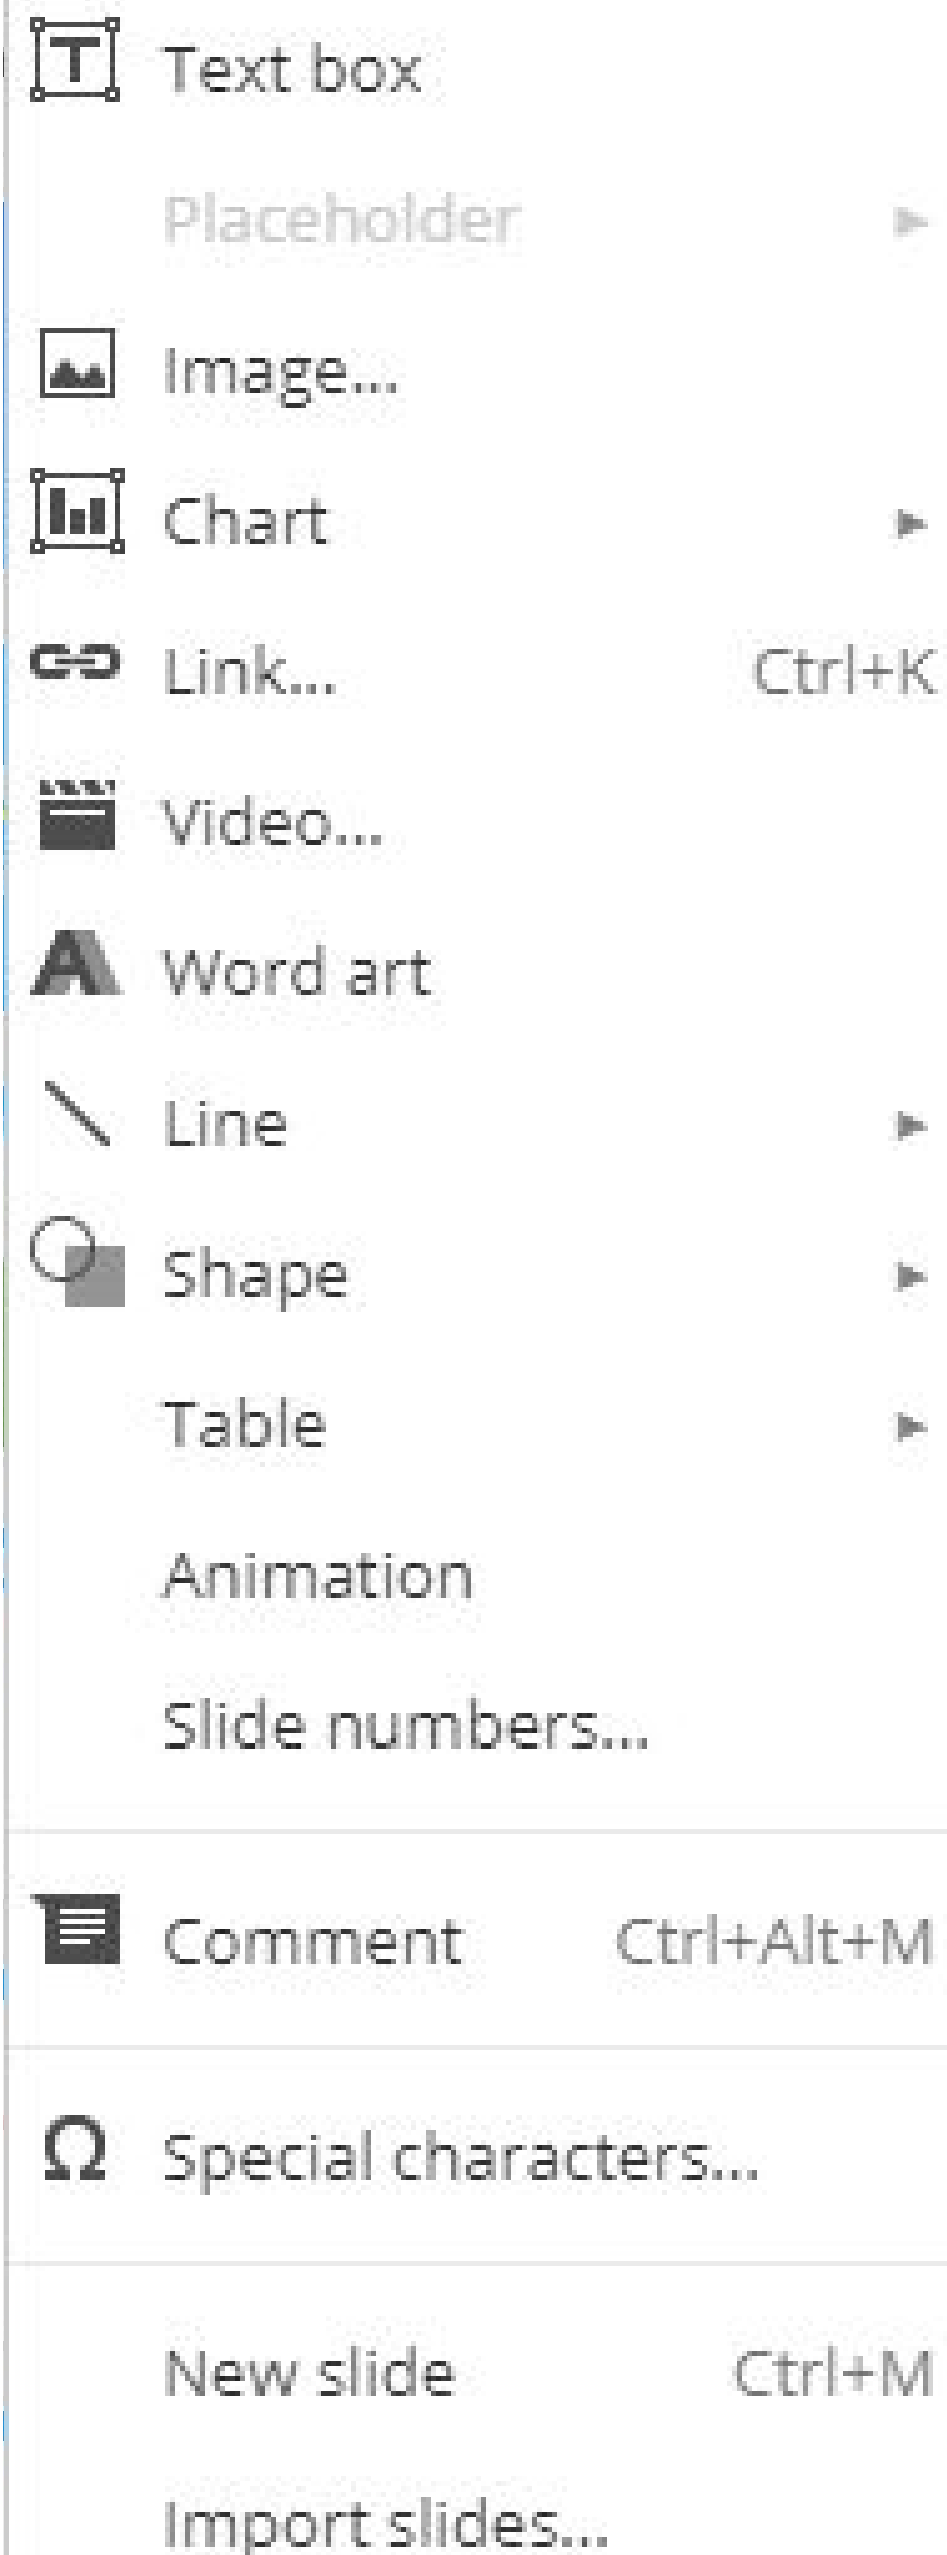 Text box
Placeholder
Image...
Chart
Link... Ctrl+K
Video...
Word art
Line
Shape
Table
Animation
Slide numbers...
Comment Ctrl+Alt+M
Special characters...
New slide Ctrl+M
Import slides...